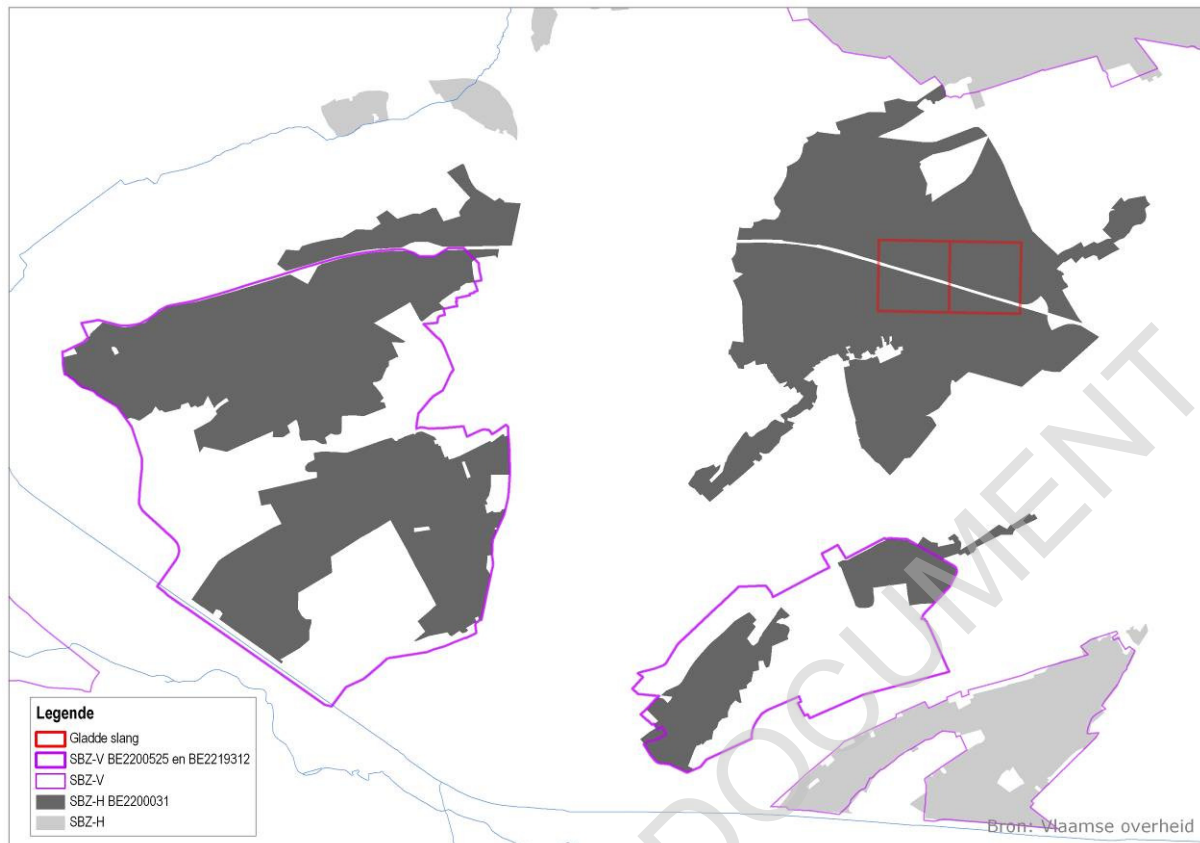 DOCUMENT
Legende
Gladde slang
SBZ-V BE2200525 en BE2219312
SBZ-V
SBZ-H BE2200031
SBZ-H
Bron: Vlaamse overheid